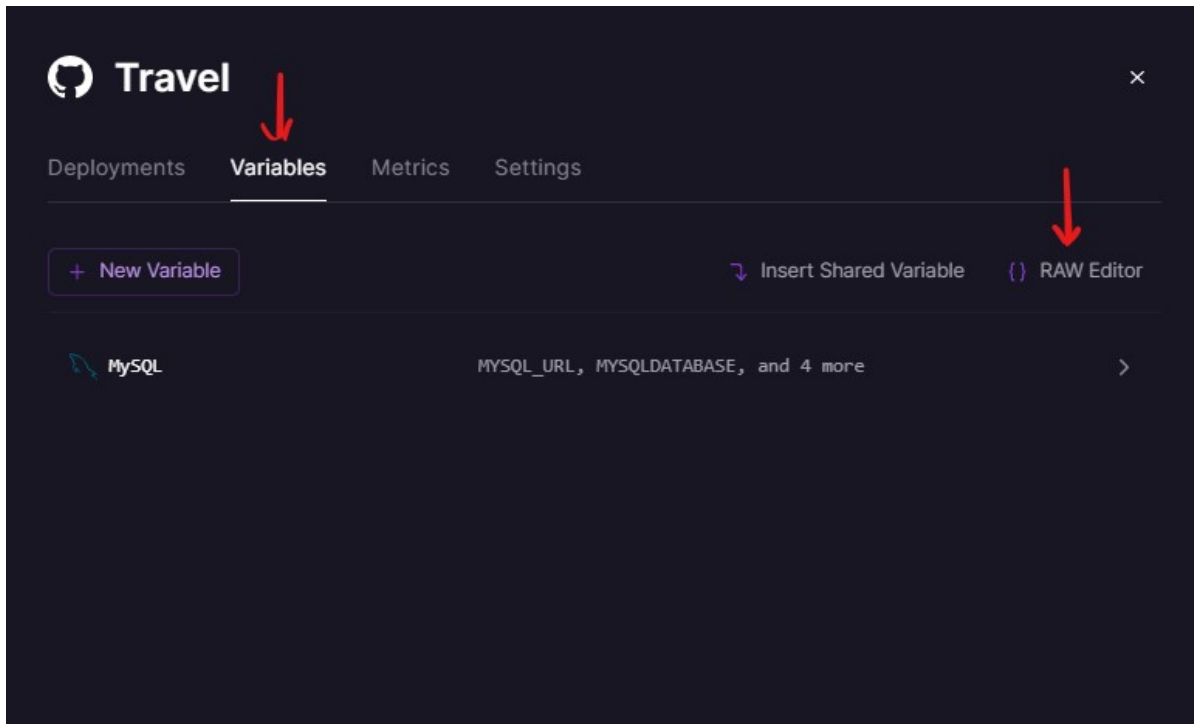 Travel
Deployments Variables Metrics Settings
+ New Variable Insert Shared Variable {} RAW Editor
MySQL MYSQL_URL, MYSQLDATABASE, and 4 more